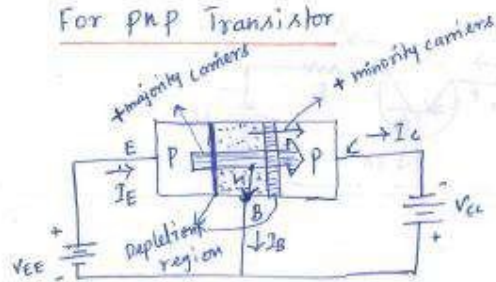 For pnp Transistor
+majority carriers
+ minority carriers
E
P
P
→ Ic
IE
B
↓ IB
Depletion region
+
VEE
-
-
VCC
+